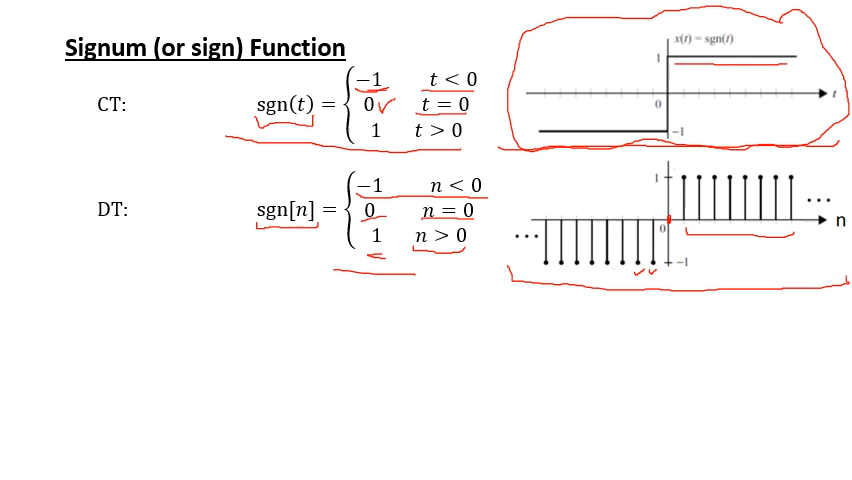 Signum (or sign) Function
CT: sgn(t) = { −1 t < 0
0 t = 0
1 t > 0
x(t) = sgn(t)
1
0
t
−1
DT: sgn[n] = { −1 n < 0
0 n = 0
1 n > 0
1
...
0
n
...
−1